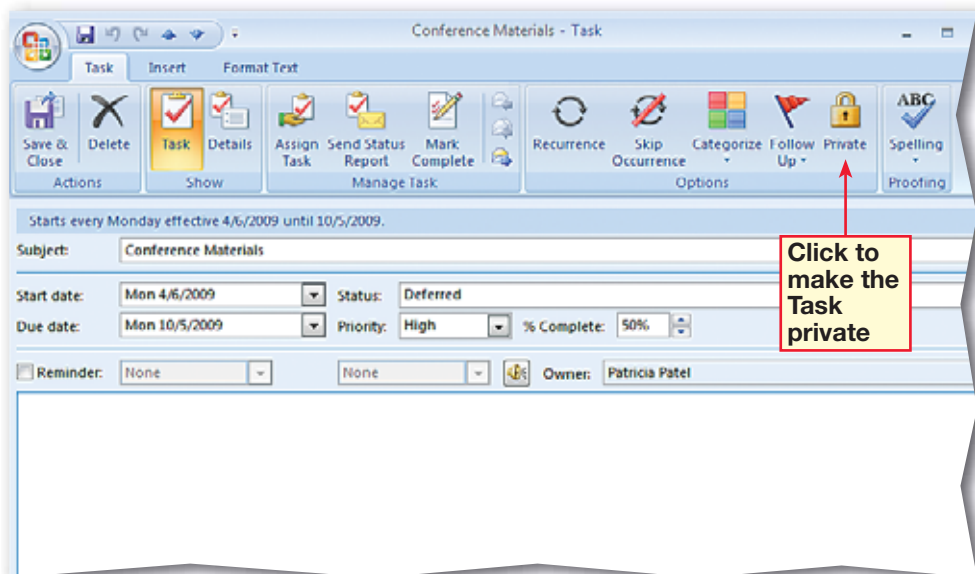 Conference Materials - Task
Task Insert Format Text
Save & Close Delete Task Details Assign Task Send Status Report Mark Complete Recurrence Skip Occurrence Categorize Follow Up Private ABC Spelling
Actions Show Manage Task Options Proofing
Starts every Monday effective 4/6/2009 until 10/5/2009.
Subject: Conference Materials
Start date: Mon 4/6/2009 Status: Deferred
Due date: Mon 10/5/2009 Priority: High % Complete: 50%
Reminder: None None Owner: Patricia Patel
Click to
make the
Task
private